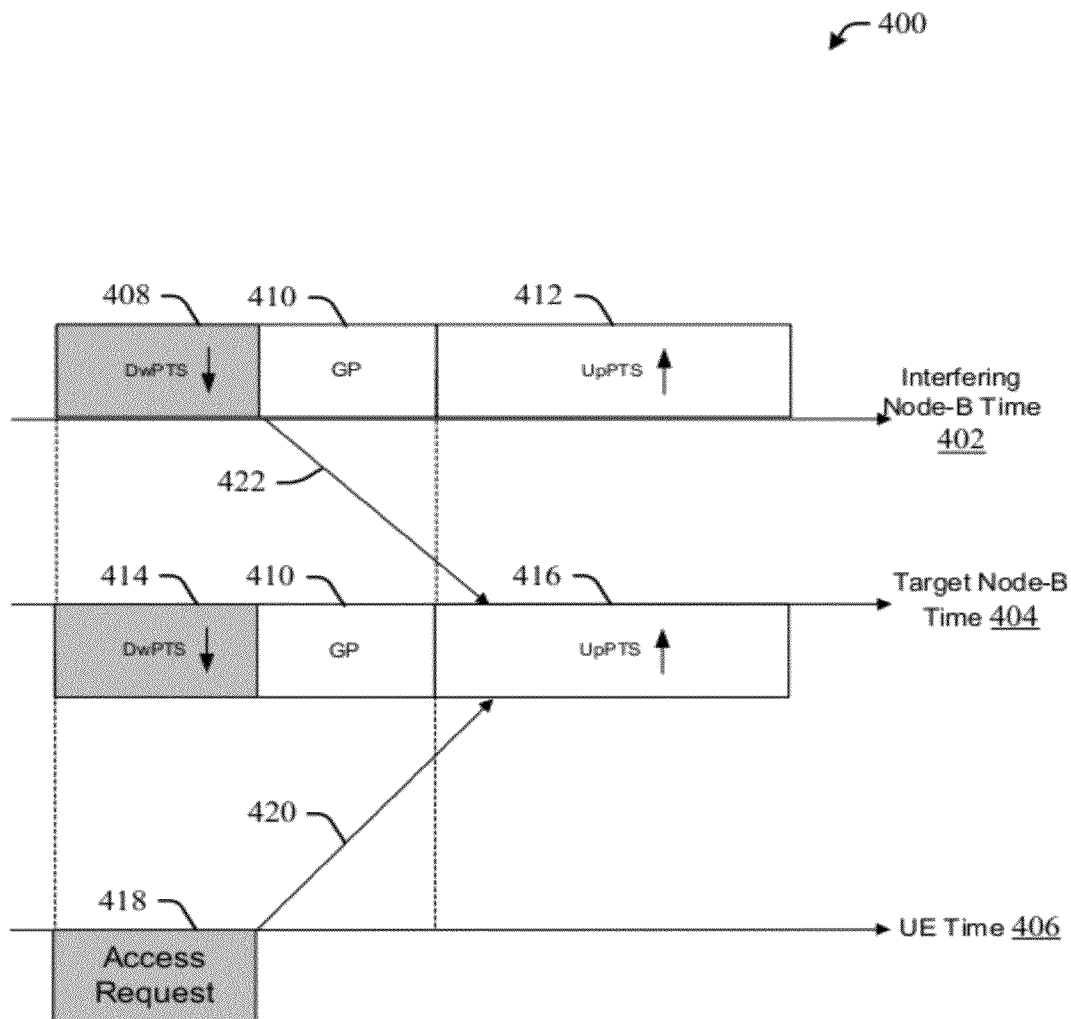 400
408
410
412
DwPTS
GP
UpPTS
Interfering
Node-B Time
402
422
414
410
416
Target Node-B
Time 404
DwPTS
GP
UpPTS
420
418
UE Time 406
Access
Request